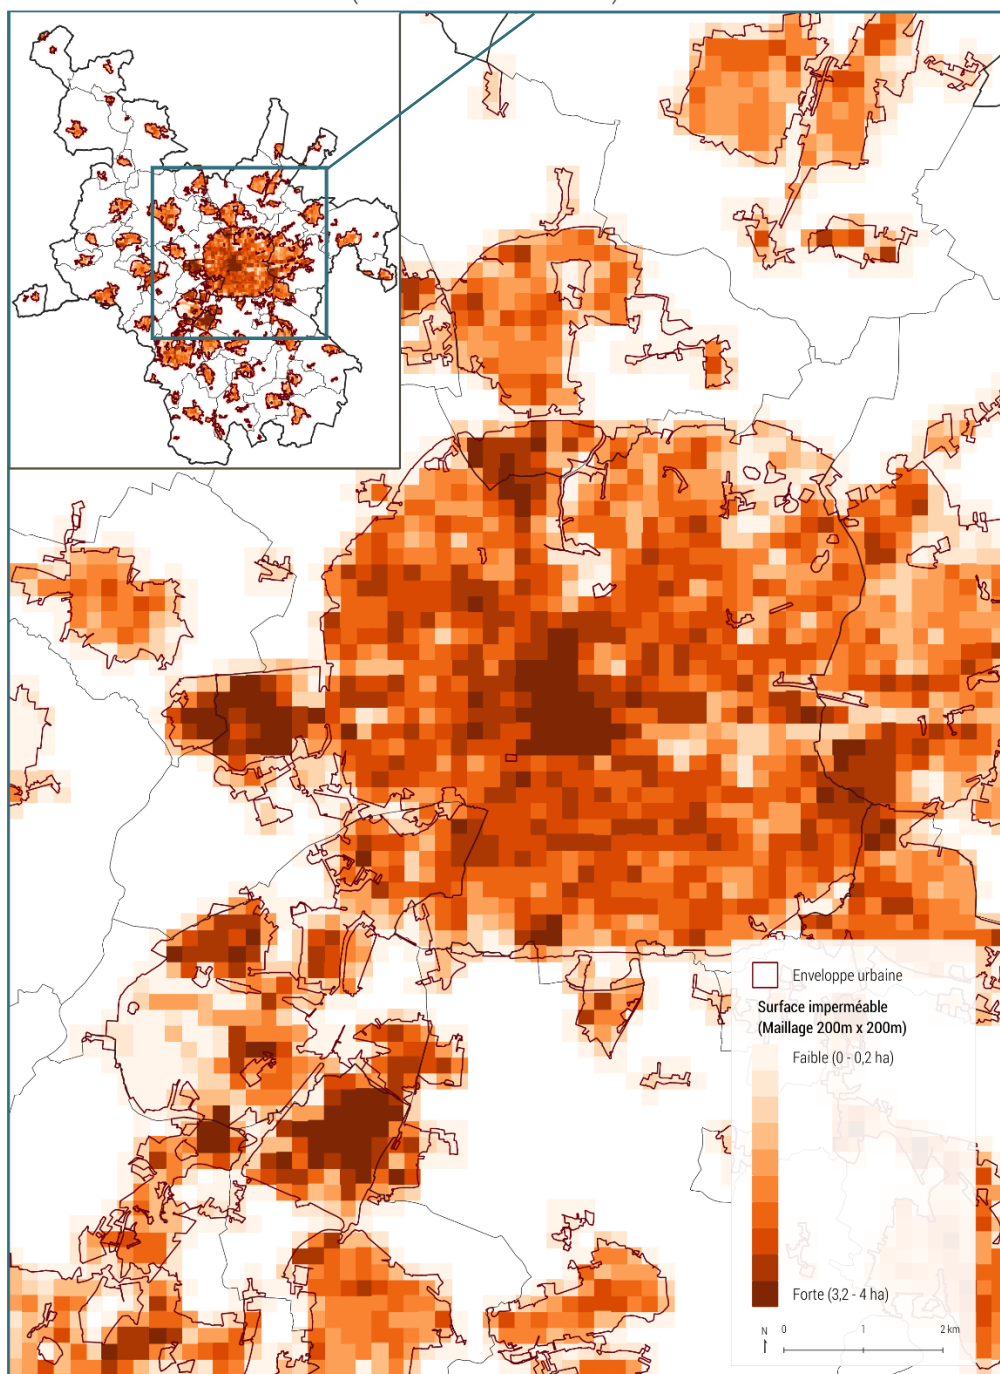 Enveloppe urbaine
Surface imperméable
(Maillage 200m x 200m)
Faible (0 - 0,2 ha)
Forte (3,2 - 4 ha)
N
0 1 2 km